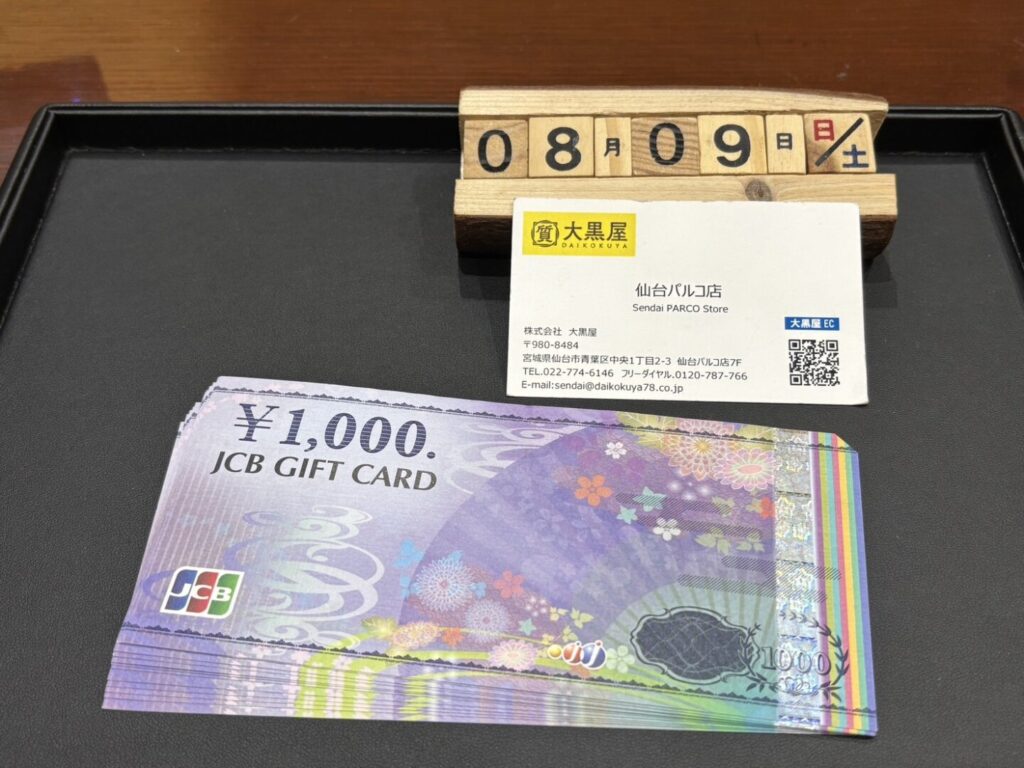 08月09日 日/土
質 大黒屋
DAIKOKUYA
仙台パルコ店
Sendai PARCO Store
大黒屋 EC
株式会社 大黒屋
〒980-8484
宮城県仙台市青葉区中央1丁目2-3 仙台パルコ店7F
TEL.022-774-6146 フリーダイヤル.0120-787-766
E-mail:sendai@daikokuya78.co.jp
¥1,000.
JCB GIFT CARD
JCB
1000